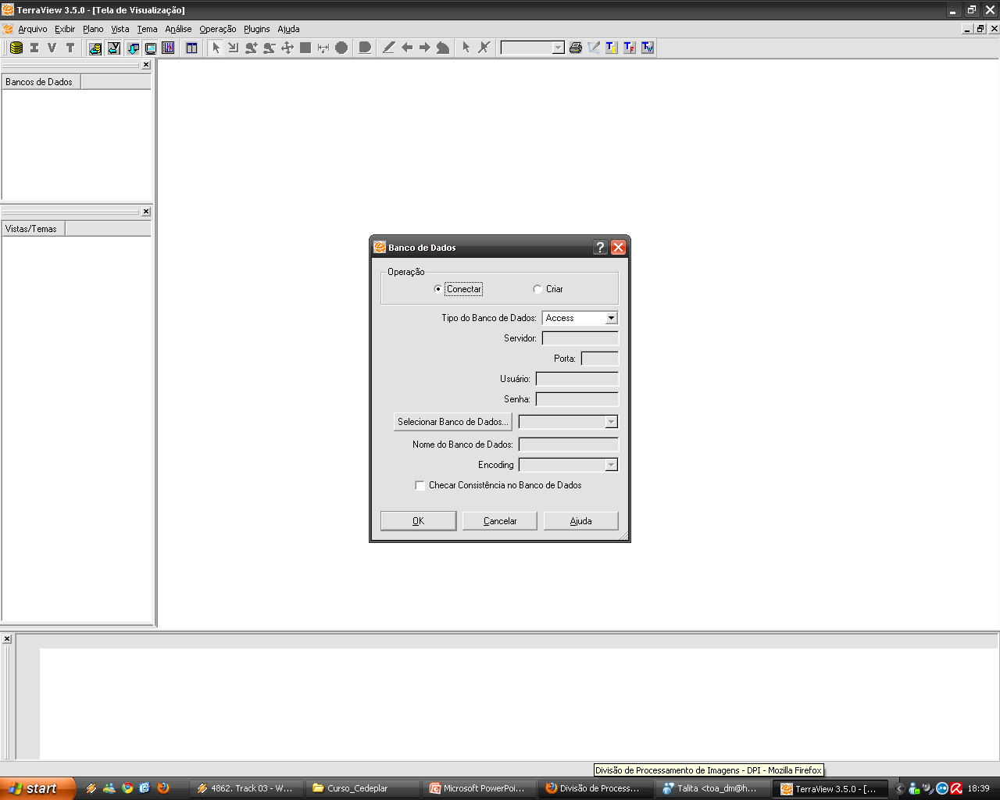 TerraView 3.5.0 - [Tela de Visualização]
Arquivo Exibir Plano Vista Tema Análise Operação Plugins Ajuda
Bancos de Dados
Vistas/Temas
Banco de Dados
Operação
Conectar Criar
Tipo do Banco de Dados: Access
Servidor:
Porta:
Usuário:
Senha:
Selecionar Banco de Dados...
Nome do Banco de Dados:
Encoding
Checar Consistência no Banco de Dados
OK Cancelar Ajuda
Divisão de Processamento de Imagens - DPI - Mozilla Firefox
start 4862. Track 03 - W... Curso_Cedeplar Microsoft PowerPoi... Divisão de Process... Talita <toa_dm@h... TerraView 3.5.0 - [... 18:39